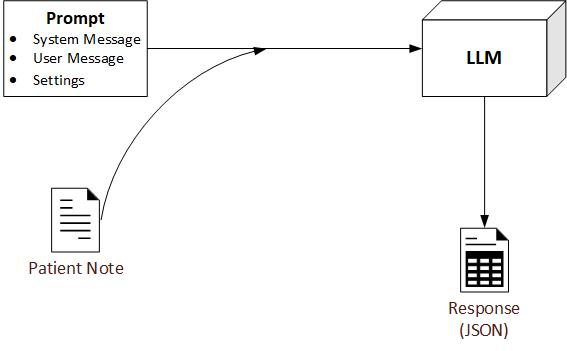 Prompt
• System Message
• User Message
• Settings
LLM
Patient Note
Response
(JSON)